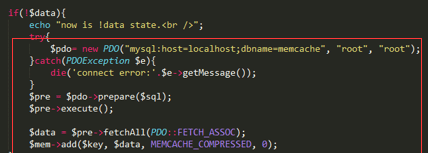 if(!$data){
    echo "now is !data state.<br />";
    try{
        $pdo= new PDO("mysql:host=localhost;dbname=memcache", "root", "root");
    }catch(PDOException $e){
        die('connect error:'.$e->getMessage());
    }
    $pre = $pdo->prepare($sql);
    $pre->execute();

    $data = $pre->fetchAll(PDO::FETCH_ASSOC);
    $mem->add($key, $data, MEMCACHE_COMPRESSED, 0);